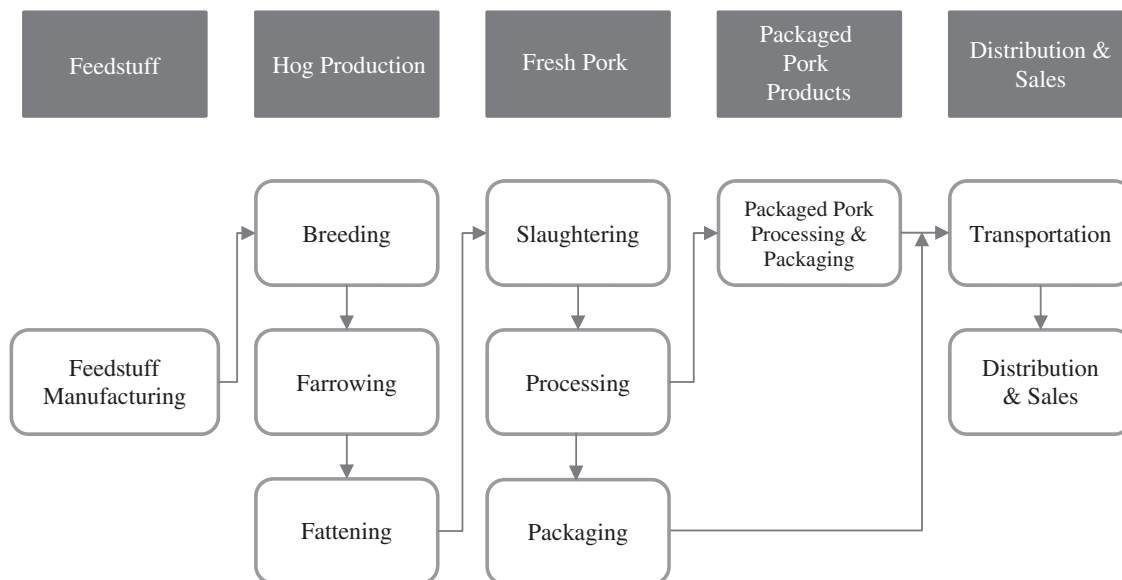 Feedstuff
Hog Production
Fresh Pork
Packaged
Pork
Products
Distribution &
Sales
Feedstuff
Manufacturing
Breeding
Farrowing
Fattening
Slaughtering
Processing
Packaging
Packaged Pork
Processing &
Packaging
Transportation
Distribution
& Sales